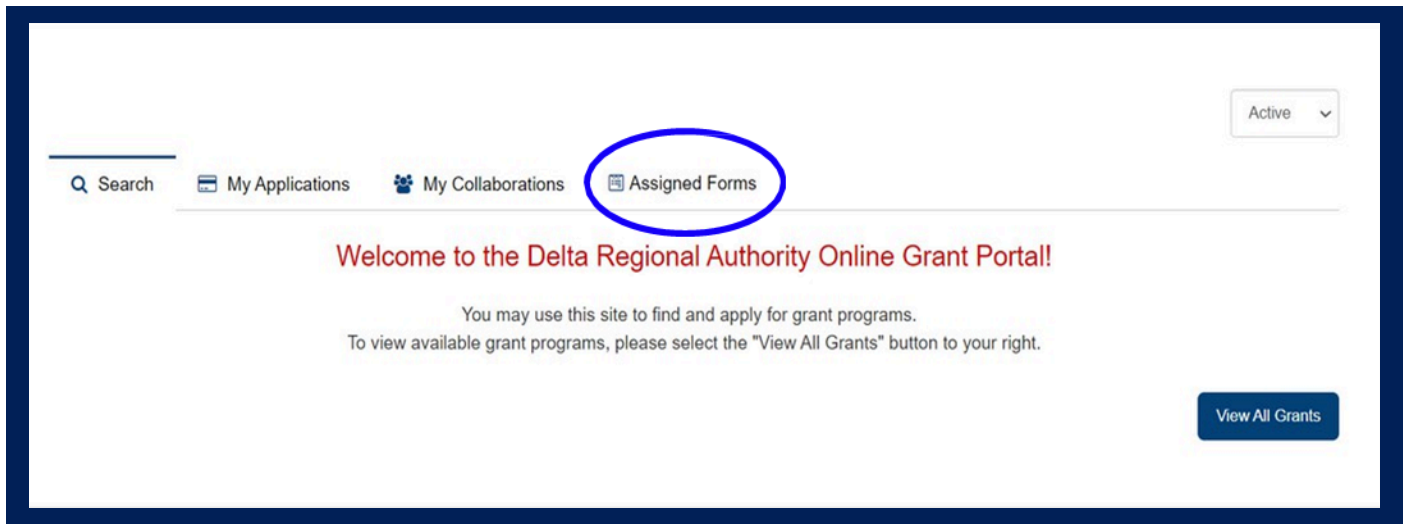 Active
Search My Applications My Collaborations Assigned Forms
Welcome to the Delta Regional Authority Online Grant Portal!
You may use this site to find and apply for grant programs.
To view available grant programs, please select the "View All Grants" button to your right.
View All Grants